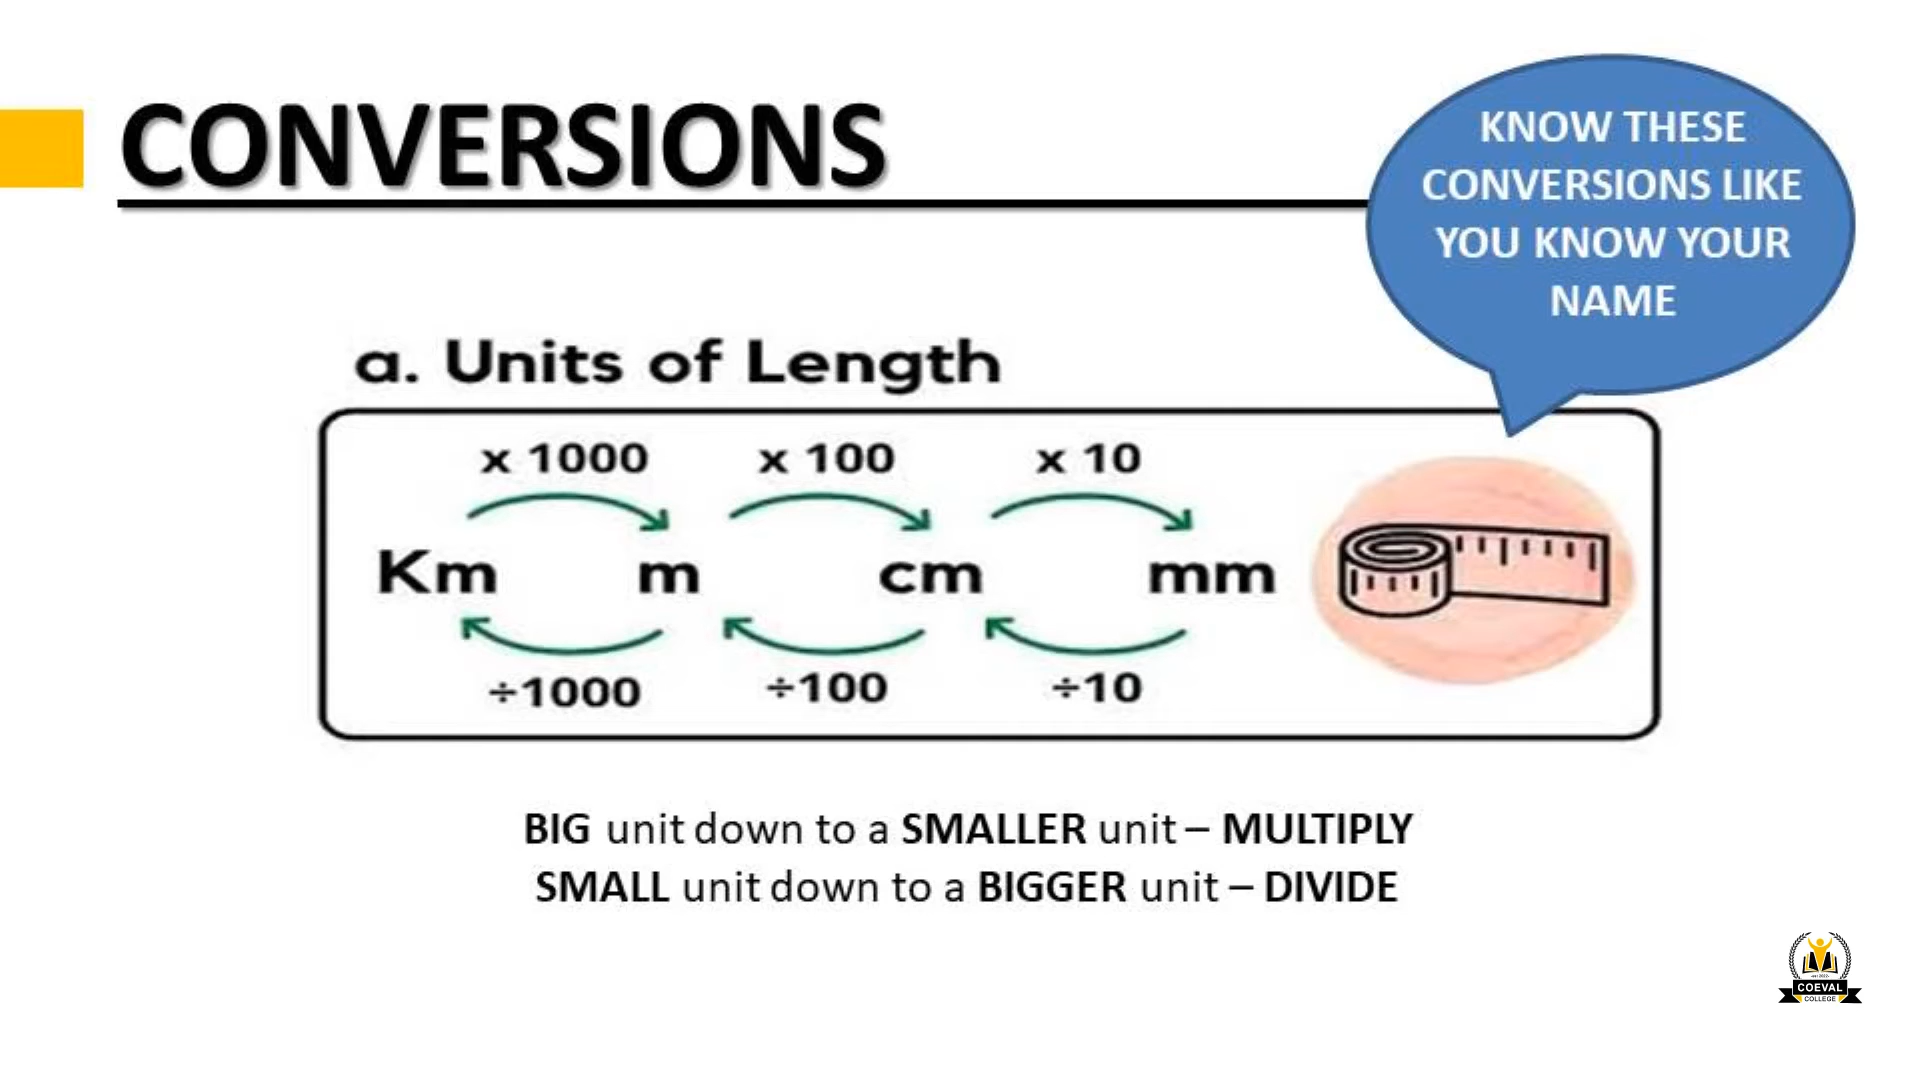 CONVERSIONS
KNOW THESE
CONVERSIONS LIKE
YOU KNOW YOUR
NAME
a. Units of Length
x 1000 x 100 x 10
Km m cm mm
÷1000 ÷100 ÷10
BIG unit down to a SMALLER unit – MULTIPLY
SMALL unit down to a BIGGER unit – DIVIDE
COEVAL
COLLEGE